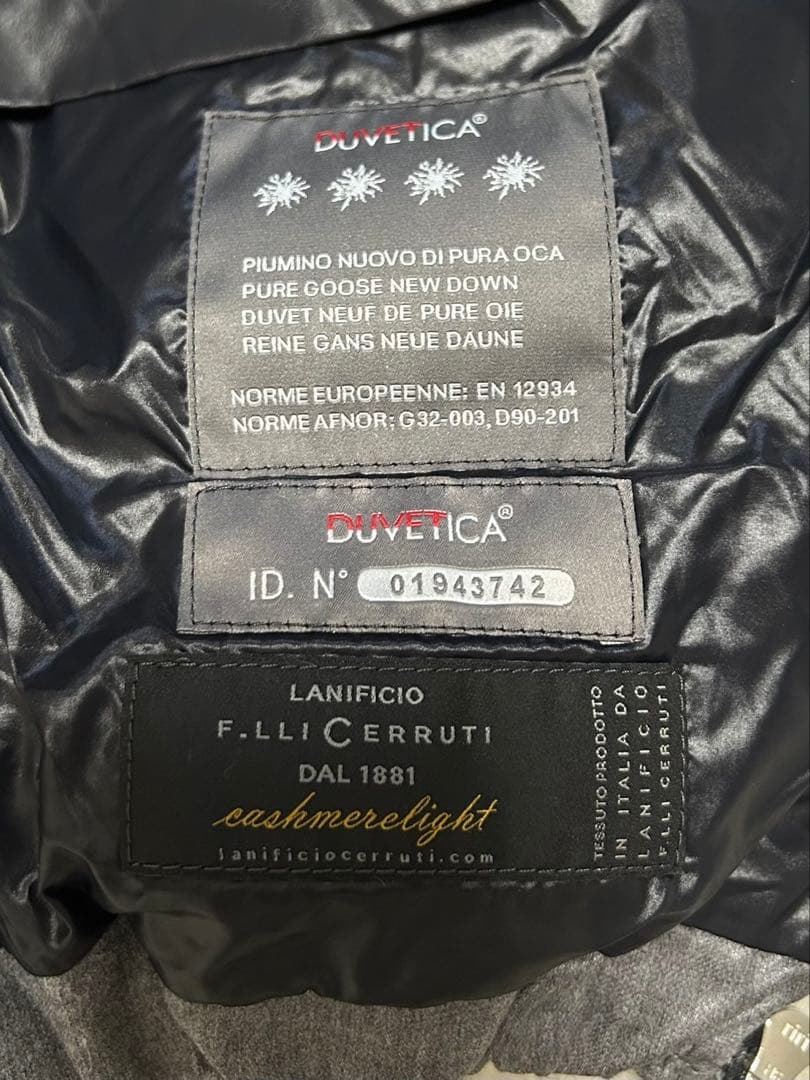 DUVETICA®
PIUMINO NUOVO DI PURA OCA
PURE GOOSE NEW DOWN
DUVET NEUF DE PURE OIE
REINE GANS NEUE DAUNE
NORME EUROPEENNE: EN 12934
NORME AFNOR: G32-003, D90-201
DUVETICA®
ID. N° 01943742
LANIFICIO
F.LLI CERRUTI
DAL 1881
cashmerelight
lanificiocerruti.com
TESSUTO PRODOTTO
IN ITALIA DA
LANIFICIO
F.LLI CERRUTI